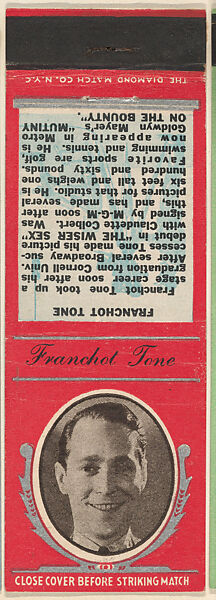 THE DIAMOND MATCH CO. N.Y.C.
FRANCHOT TONE
Franchot Tone took up a
stage career soon after his
graduation from Cornell Univ.
After several Broadway suc-
cesses Tone made his picture
debut in "THE WISER SEX",
with Claudette Colbert. Was
signed by M-G-M soon after
this and has made several
pictures for that studio. He is
six feet tall and weighs one
hundred and sixty pounds.
Favorite sports are golf,
swimming and tennis. He is
now appearing in Metro
Goldwyn Mayer's "MUTINY
ON THE BOUNTY".
Franchot Tone
CLOSE COVER BEFORE STRIKING MATCH